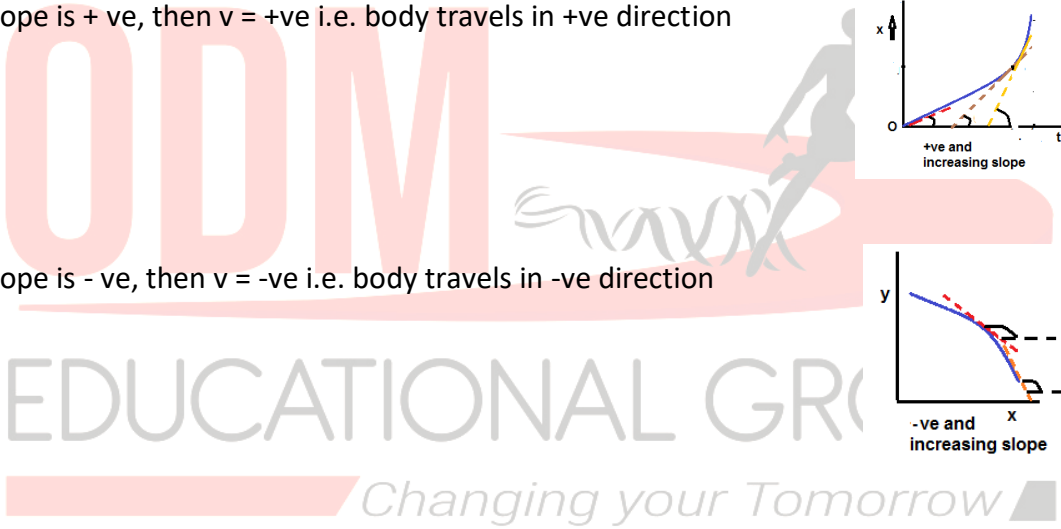 ope is + ve, then v = +ve i.e. body travels in +ve direction
x
O
t
+ve and
increasing slope
ODM
ope is - ve, then v = -ve i.e. body travels in -ve direction
y
x
-ve and
increasing slope
EDUCATIONAL GR
Changing your Tomorrow